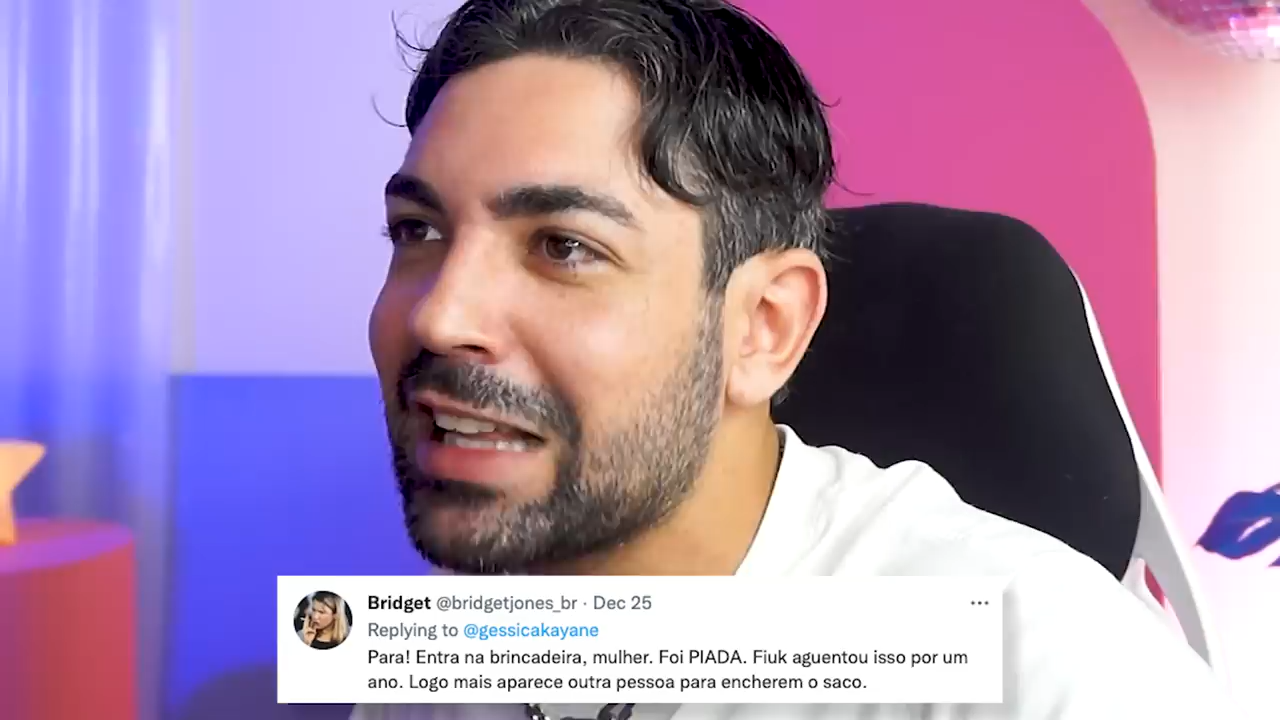 Bridget @bridgetjones_br · Dec 25
Replying to @gessicakayane
Para! Entra na brincadeira, mulher. Foi PIADA. Fiuk aguentou isso por um
ano. Logo mais aparece outra pessoa para encherem o saco.